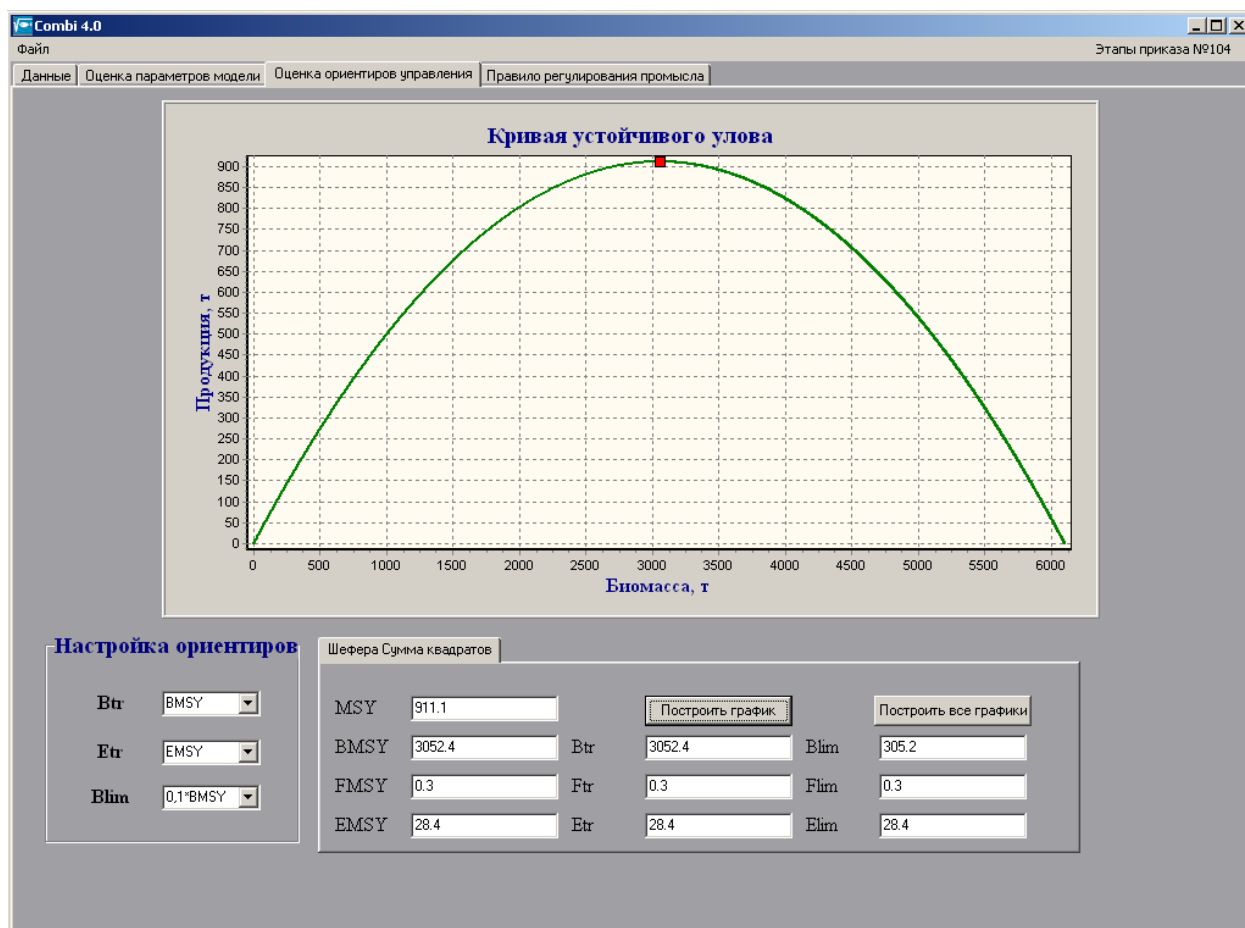 Combi 4.0
Файл Этапы приказа №104
Данные Оценка параметров модели Оценка ориентиров управления Правило регулирования промысла
Кривая устойчивого улова
Продукция, т
900
850
800
750
700
650
600
550
500
450
400
350
300
250
200
150
100
50
0
0 500 1000 1500 2000 2500 3000 3500 4000 4500 5000 5500 6000
Биомасса, т
Настройка ориентиров
Btr BMSY
Etr EMSY
Blim 0,1*BMSY
Шефера Сумма квадратов
MSY 911.1 Построить график Построить все графики
BMSY 3052.4 Btr 3052.4 Blim 305.2
FMSY 0.3 Ftr 0.3 Flim 0.3
EMSY 28.4 Etr 28.4 Elim 28.4